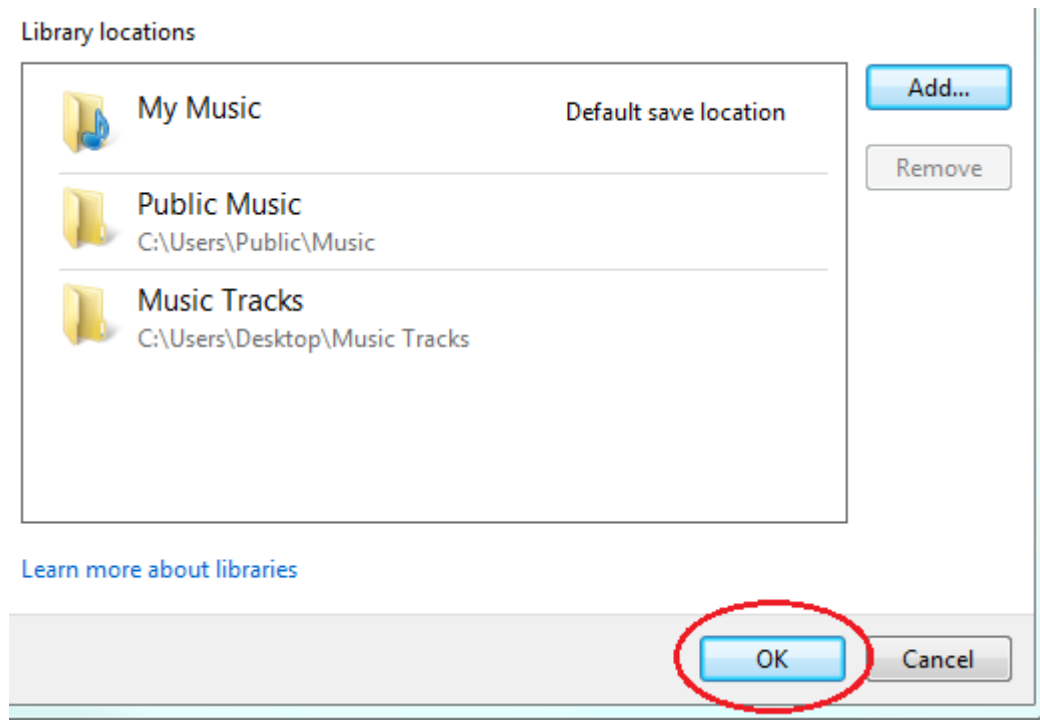 Library locations
My Music
Default save location
Add...
Remove
Public Music
C:\Users\Public\Music
Music Tracks
C:\Users\Desktop\Music Tracks
Learn more about libraries
OK
Cancel